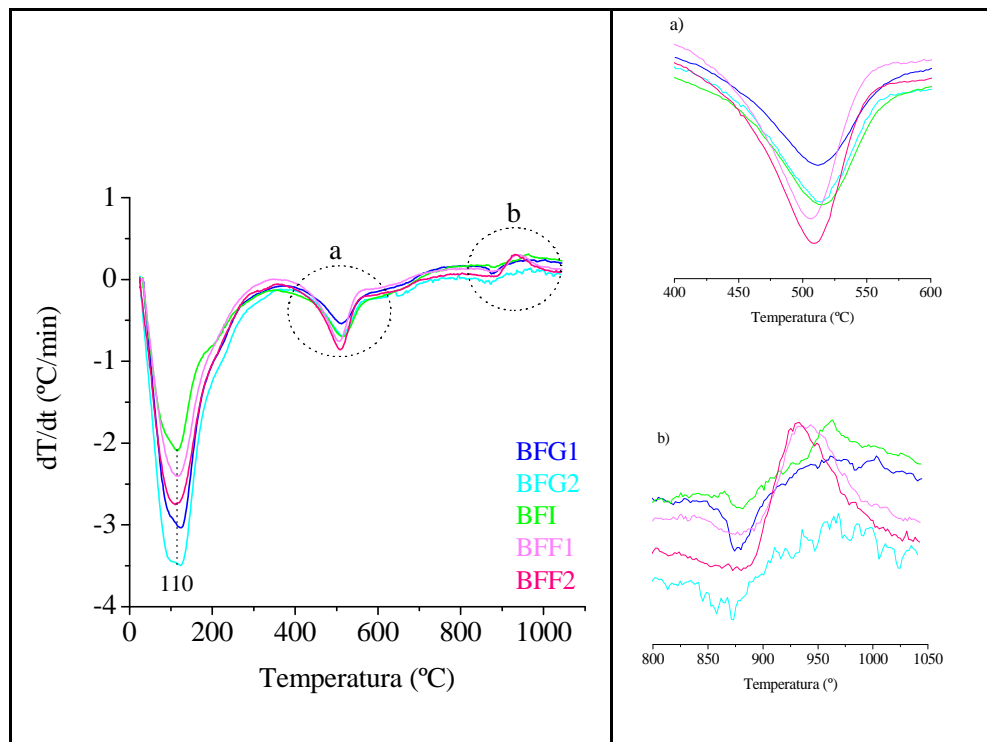 a
b
1
0
-1
-2
-3
-4
dT/dt (ºC/min)
110
BFG1
BFG2
BFI
BFF1
BFF2
0 200 400 600 800 1000
Temperatura (ºC)
a)
400 450 500 550 600
Temperatura (ºC)
b)
800 850 900 950 1000 1050
Temperatura (º)